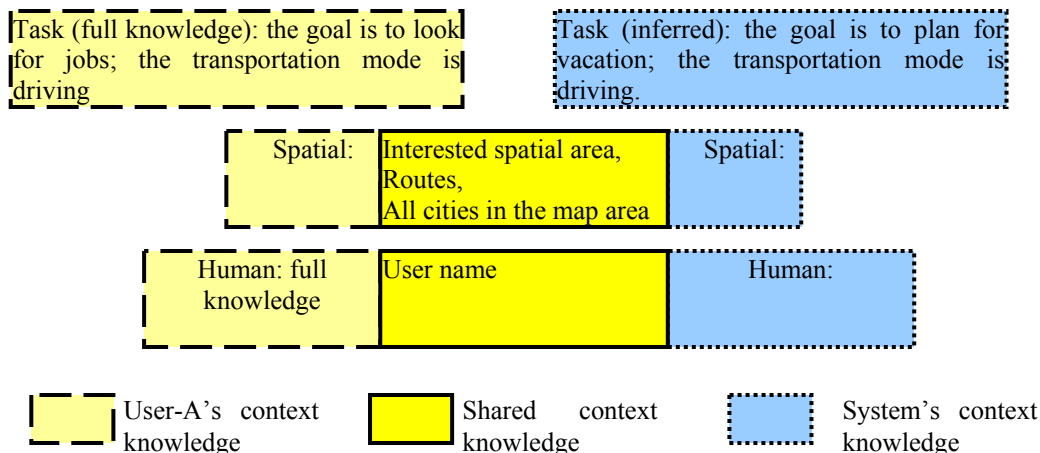 Task (full knowledge): the goal is to look
for jobs; the transportation mode is
driving
Task (inferred): the goal is to plan for
vacation; the transportation mode is
driving.
Spatial:
Interested spatial area,
Routes,
All cities in the map area
Spatial:
Human: full
knowledge
User name
Human:
User-A's context
knowledge
Shared context
knowledge
System's context
knowledge